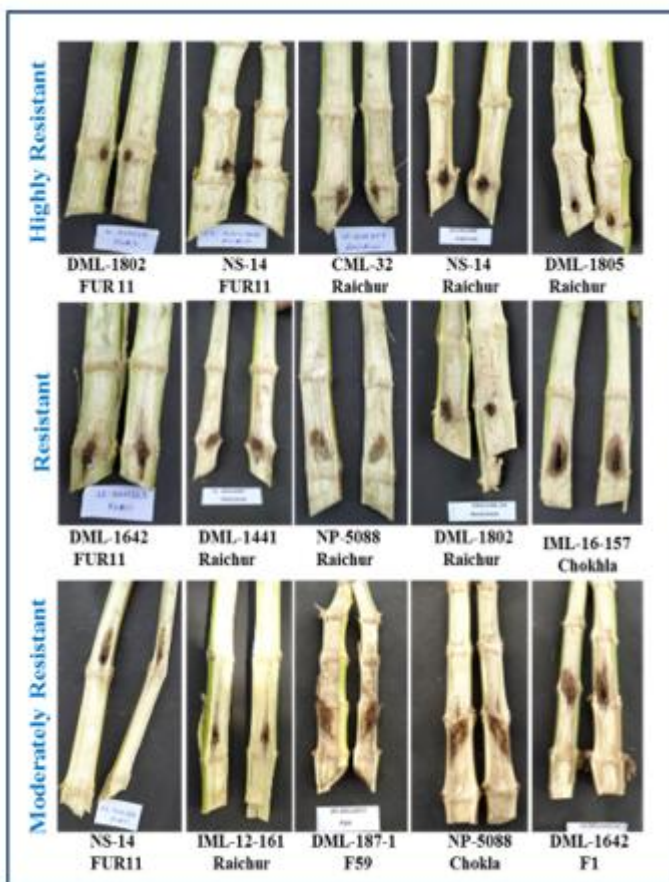 Highly Resistant
DML-1802 NS-14 CML-32 NS-14 DML-1805
FUR 11 FUR11 Raichur Raichur Raichur
Resistant
DML-1642 DML-1441 NP-5088 DML-1802 IML-16-157
FUR11 Raichur Raichur Raichur Chokhla
Moderately Resistant
NS-14 IML-12-161 DML-187-1 NP-5088 DML-1642
FUR11 Raichur F59 Chokla F1